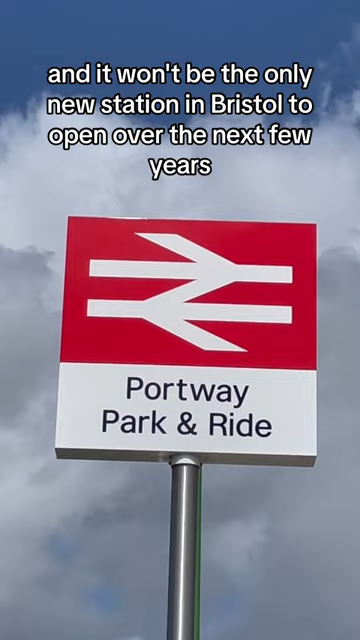 and it won't be the only
new station in Bristol to
open over the next few
years
Portway
Park & Ride